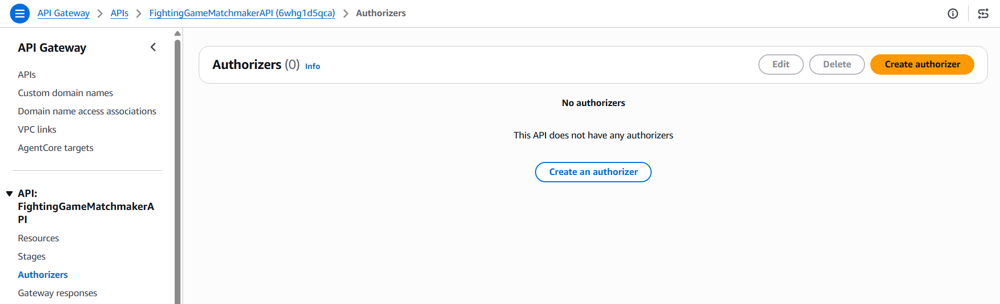 API Gateway > APIs > FightingGameMatchmakerAPI (6whg1d5qca) > Authorizers
API Gateway
APIs
Custom domain names
Domain name access associations
VPC links
AgentCore targets
API:
FightingGameMatchmakerA
PI
Resources
Stages
Authorizers
Gateway responses
Authorizers (0) Info
Edit Delete Create authorizer
No authorizers
This API does not have any authorizers
Create an authorizer